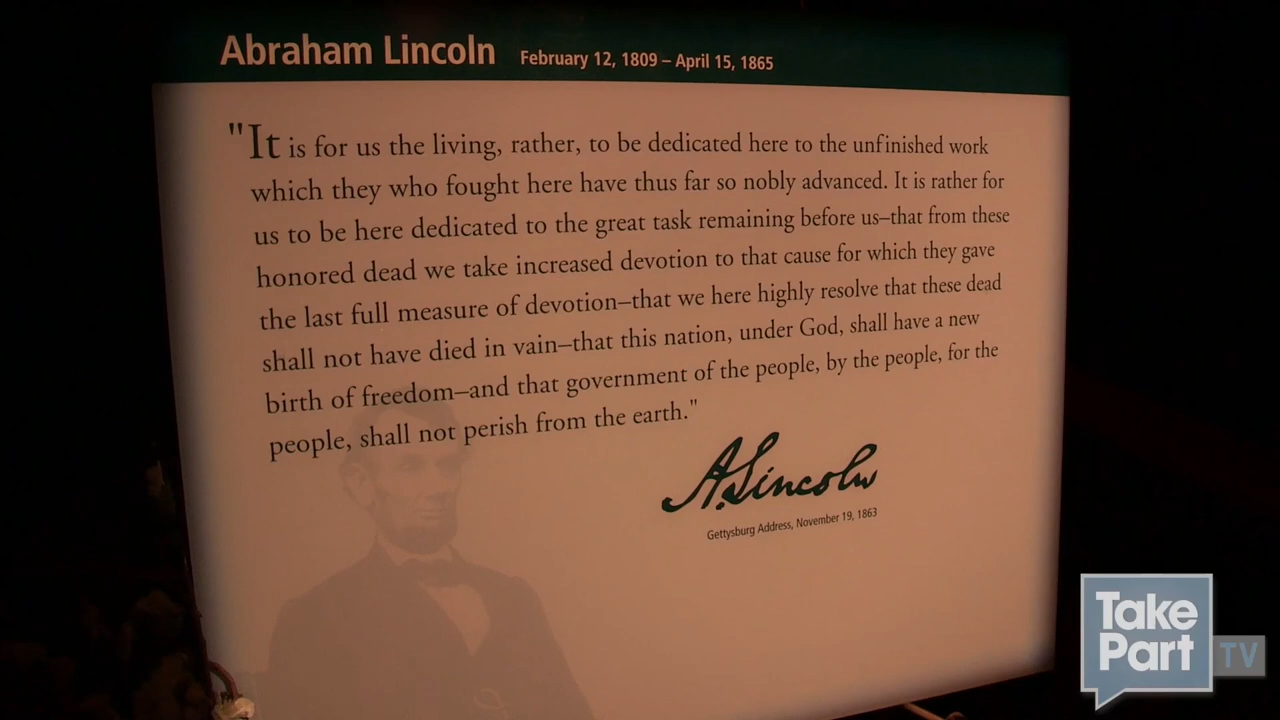 Abraham Lincoln February 12, 1809 – April 15, 1865
"It is for us the living, rather, to be dedicated here to the unfinished work
which they who fought here have thus far so nobly advanced. It is rather for
us to be here dedicated to the great task remaining before us–that from these
honored dead we take increased devotion to that cause for which they gave
the last full measure of devotion–that we here highly resolve that these dead
shall not have died in vain–that this nation, under God, shall have a new
birth of freedom–and that government of the people, by the people, for the
people, shall not perish from the earth."
A. Lincoln
Gettysburg Address, November 19, 1863
Take
Part TV